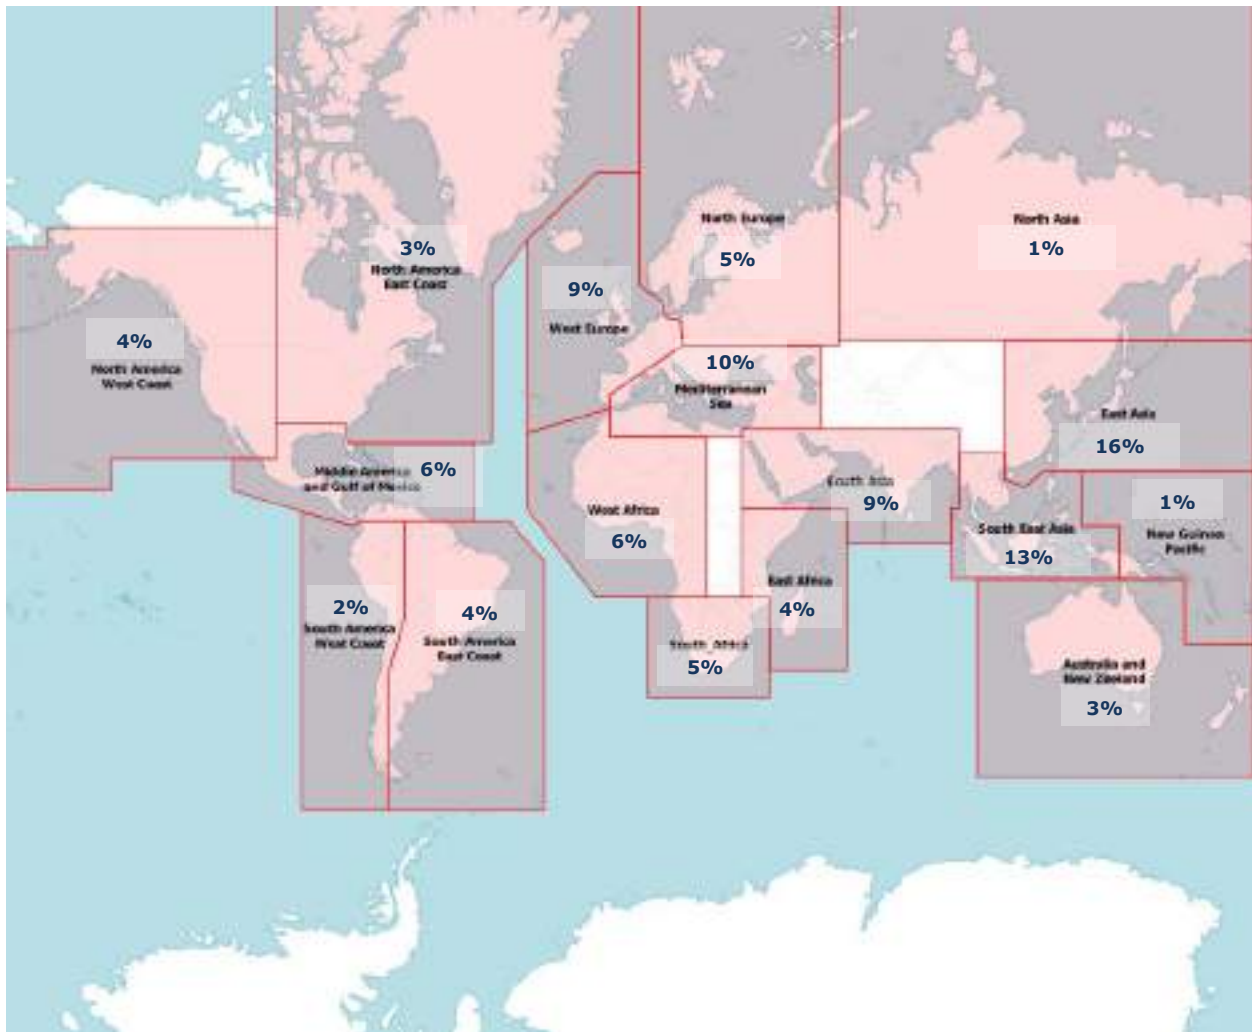 North Europe
5%
North Asia
1%
3%
North America
East Coast
9%
West Europe
4%
North America
West Coast
10%
Mediterranean
Sea
East Asia
16%
Middle America
and Gulf of Mexico
6%
South Asia
9%
West Africa
6%
South East Asia
13%
1%
New Guinea
Pacific
East Africa
4%
2%
South America
West Coast
4%
South America
East Coast
South Africa
5%
Australia and
New Zealand
3%